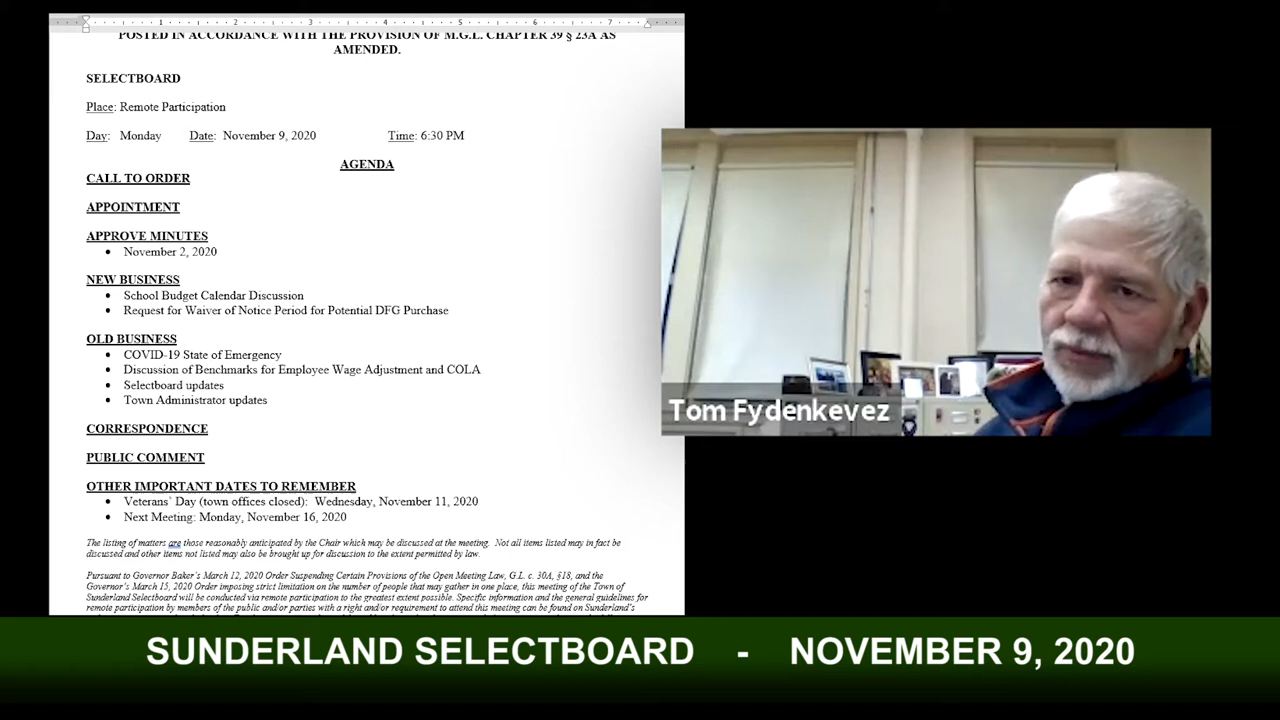 1 2 3 4 5 6 7
POSTED IN ACCORDANCE WITH THE PROVISION OF M.G.L. CHAPTER 39 § 23A AS
AMENDED.
SELECTBOARD
Place: Remote Participation
Day: Monday Date: November 9, 2020 Time: 6:30 PM
AGENDA
CALL TO ORDER
APPOINTMENT
APPROVE MINUTES
• November 2, 2020
NEW BUSINESS
• School Budget Calendar Discussion
• Request for Waiver of Notice Period for Potential DFG Purchase
OLD BUSINESS
• COVID-19 State of Emergency
• Discussion of Benchmarks for Employee Wage Adjustment and COLA
• Selectboard updates
• Town Administrator updates
CORRESPONDENCE
PUBLIC COMMENT
OTHER IMPORTANT DATES TO REMEMBER
• Veterans' Day (town offices closed): Wednesday, November 11, 2020
• Next Meeting: Monday, November 16, 2020
The listing of matters are those reasonably anticipated by the Chair which may be discussed at the meeting. Not all items listed may in fact be
discussed and other items not listed may also be brought up for discussion to the extent permitted by law.
Pursuant to Governor Baker's March 12, 2020 Order Suspending Certain Provisions of the Open Meeting Law, G.L. c. 30A, §18, and the
Governor's March 15, 2020 Order imposing strict limitation on the number of people that may gather in one place, this meeting of the Town of
Sunderland Selectboard will be conducted via remote participation to the greatest extent possible. Specific information and the general guidelines for
remote participation by members of the public and/or parties with a right and/or requirement to attend this meeting can be found on Sunderland's
Tom Fydenkevez
SUNDERLAND SELECTBOARD - NOVEMBER 9, 2020